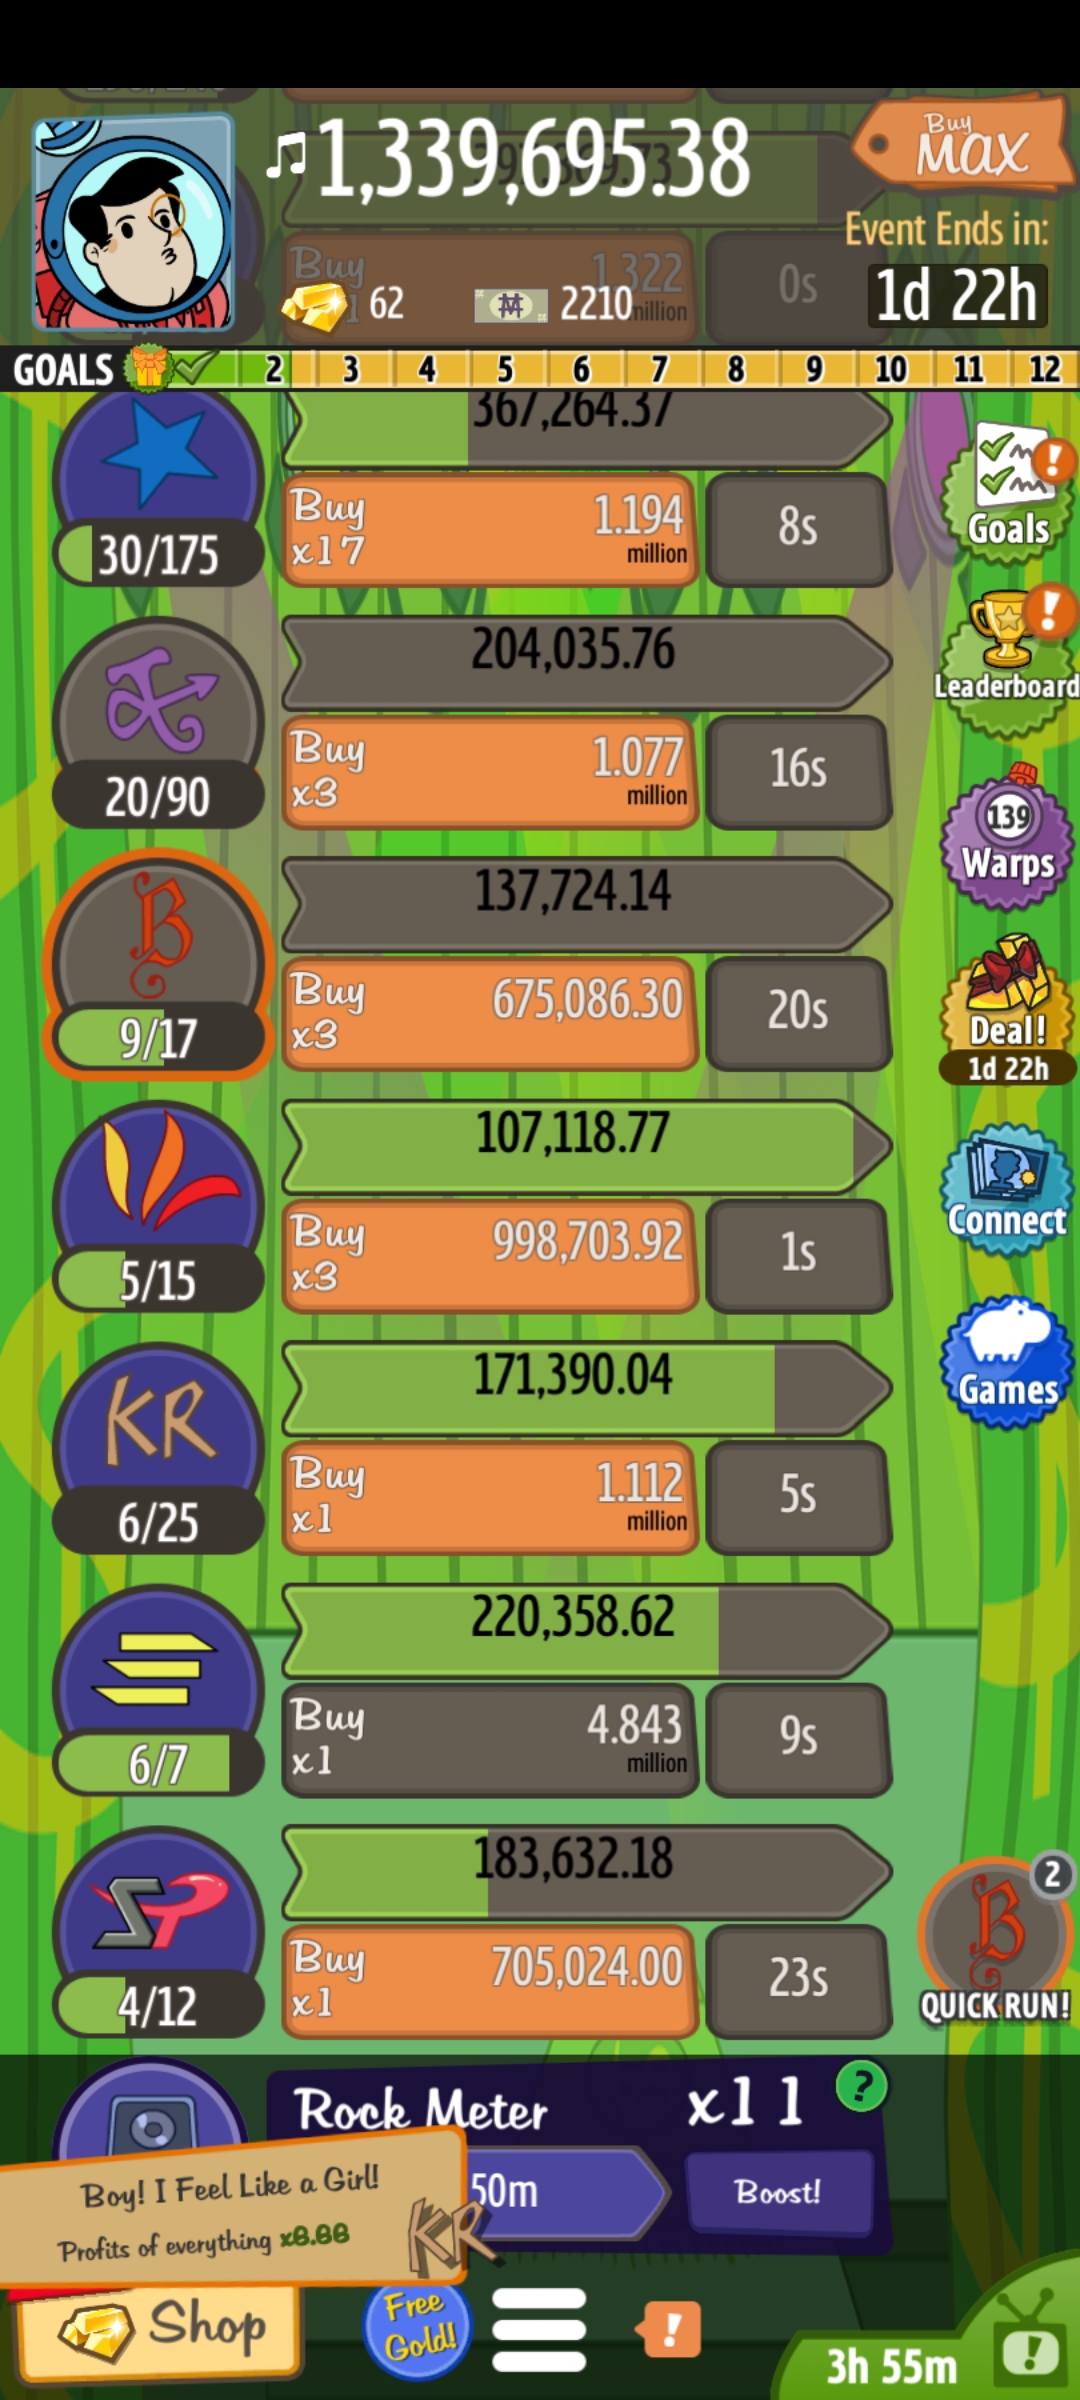 ♫1,339,695.38
Buy
MAX
Event Ends in:
1d 22h
62
2210
Buy
1.322
million
0s
GOALS 2 3 4 5 6 7 8 9 10 11 12
367,264.37
30/175
Buy
x17
1.194
million
8s
Goals
204,035.76
20/90
Buy
x3
1.077
million
16s
Leaderboard
139
Warps
137,724.14
B
9/17
Buy
x3
675,086.30
20s
Deal!
1d 22h
107,118.77
5/15
Buy
x3
998,703.92
1s
Connect
171,390.04
KR
6/25
Buy
x1
1.112
million
5s
Games
220,358.62
6/7
Buy
x1
4.843
million
9s
183,632.18
SP
4/12
Buy
x1
705,024.00
23s
2
B
QUICK RUN!
Rock Meter
x11
?
50m
Boost!
Boy! I Feel Like a Girl!
Profits of everything x8.88
KR
Shop
Free
Gold!
!
3h 55m
!